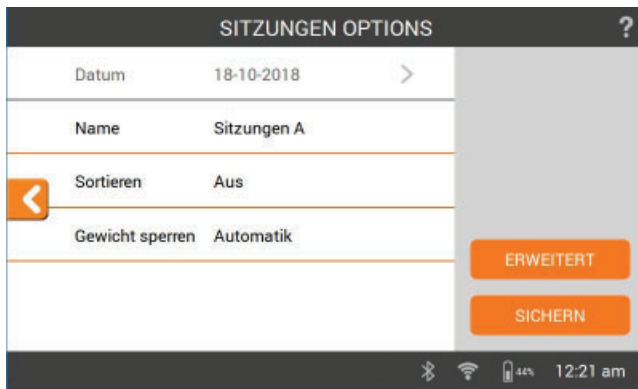 SITZUNGEN OPTIONS ?
Datum 18-10-2018
Name Sitzungen A
Sortieren Aus
Gewicht sperren Automatik
ERWEITERT
SICHERN
44% 12:21 am